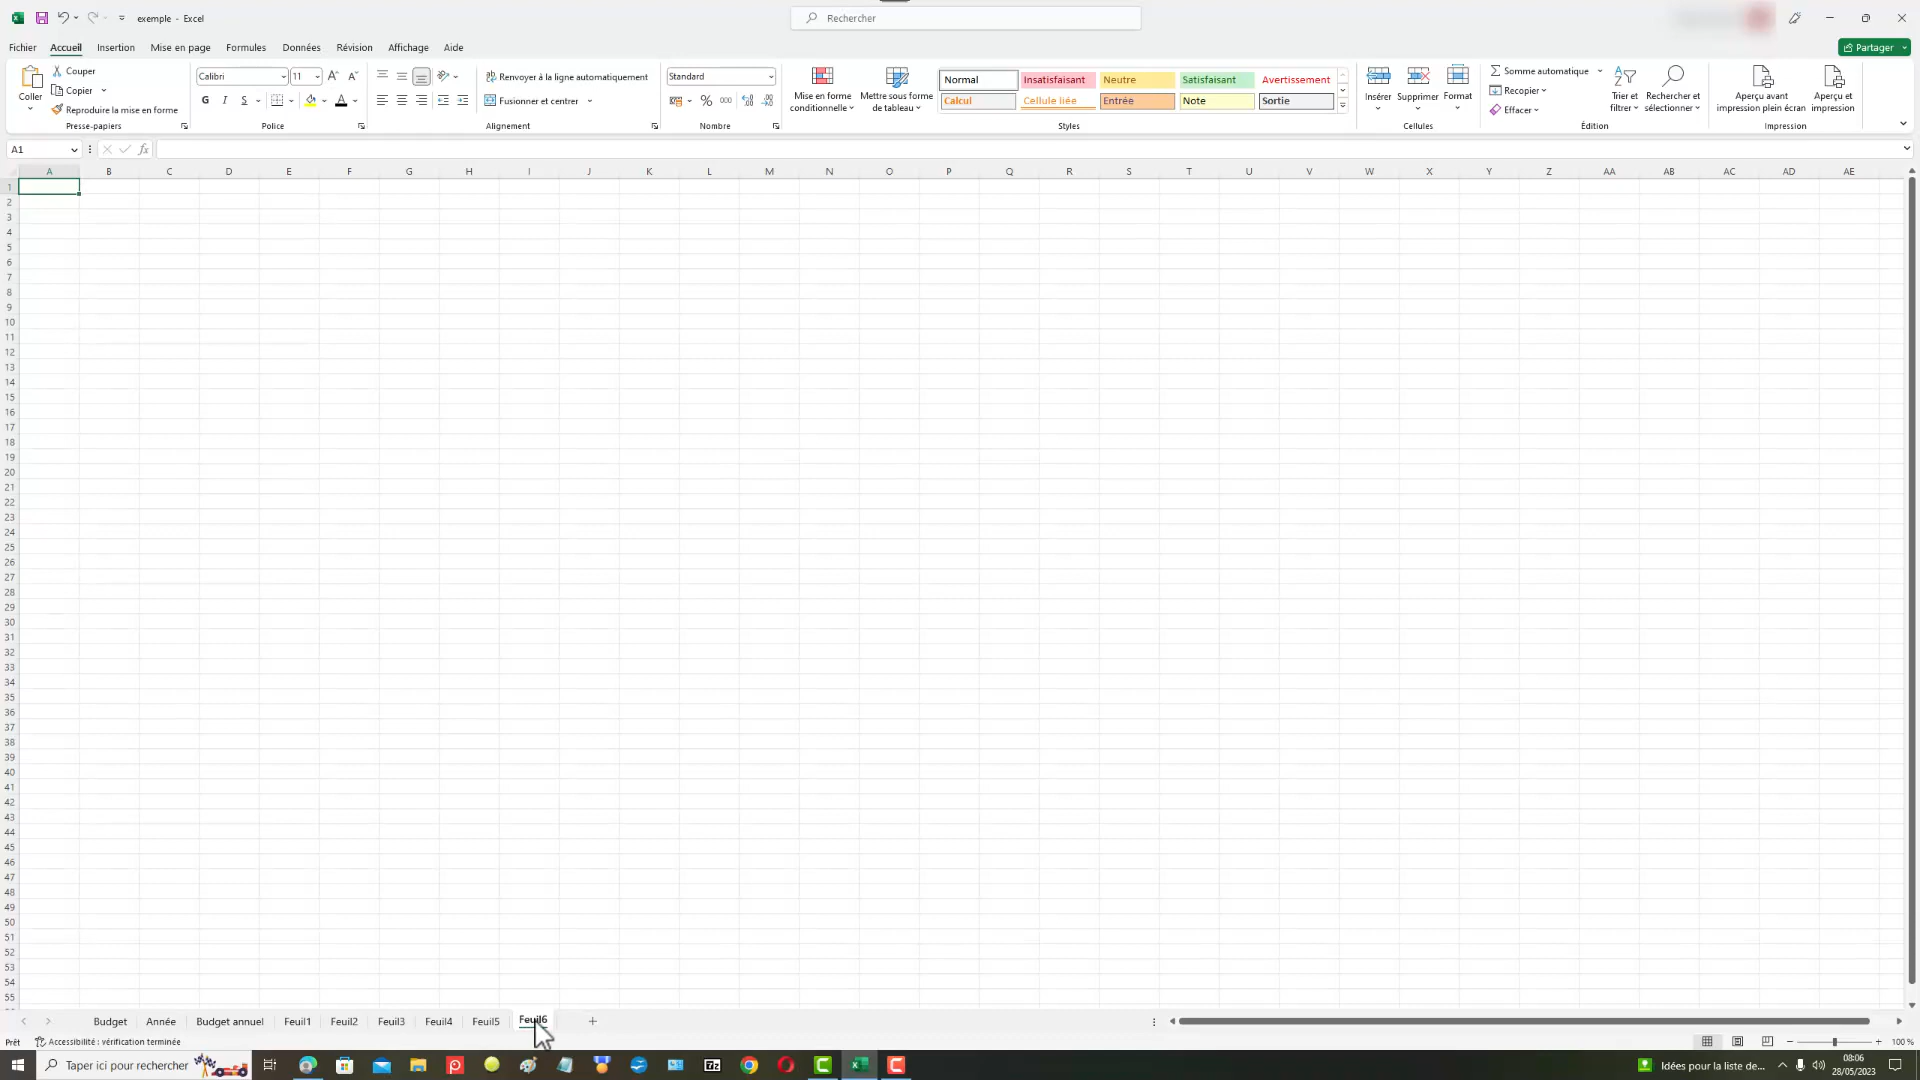 exemple - Excel
Rechercher
Fichier Accueil Insertion Mise en page Formules Données Révision Affichage Aide
Partager
Coller
Couper
Copier
Reproduire la mise en forme
Presse-papiers
Calibri 11
G I S
Police
Renvoyer à la ligne automatiquement
Fusionner et centrer
Alignement
Standard
% 000
Nombre
Mise en forme conditionnelle
Mettre sous forme de tableau
Normal Insatisfaisant Neutre Satisfaisant Avertissement
Calcul Cellule liée Entrée Note Sortie
Styles
Insérer Supprimer Format
Cellules
Somme automatique
Recopier
Effacer
Trier et filtrer
Rechercher et sélectionner
Édition
Aperçu avant impression plein écran
Aperçu et impression
Impression
A1
fx
A B C D E F G H I J K L M N O P Q R S T U V W X Y Z AA AB AC AD AE
1
2
3
4
5
6
7
8
9
10
11
12
13
14
15
16
17
18
19
20
21
22
23
24
25
26
27
28
29
30
31
32
33
34
35
36
37
38
39
40
41
42
43
44
45
46
47
48
49
50
51
52
53
54
55
Budget Année Budget annuel Feuil1 Feuil2 Feuil3 Feuil4 Feuil5 Feuil6
Prêt Accessibilité : vérification terminée
100 %
Taper ici pour rechercher
Idées pour la liste de...
08:06
28/05/2023